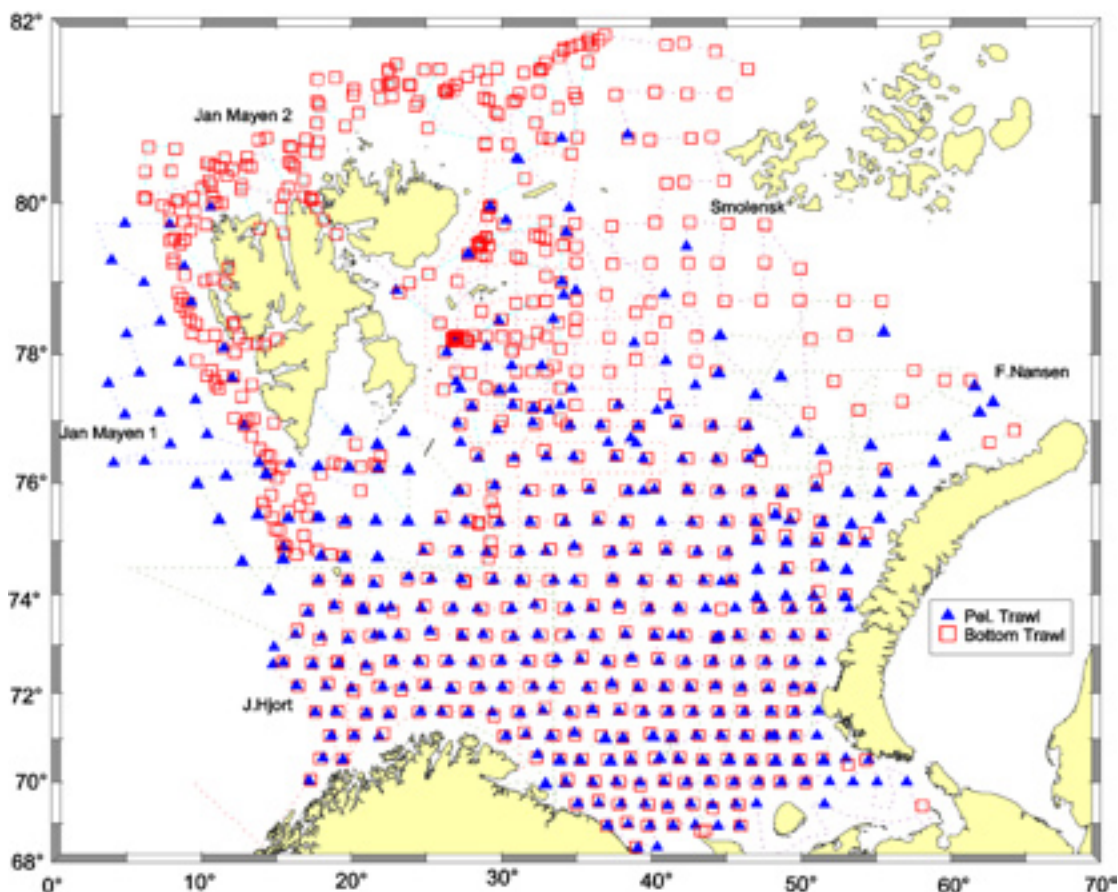 82°
Jan Mayen 2
80°
Smolensk
78°
F.Nansen
Jan Mayen 1
76°
74°
Pel. Trawl
Bottom Trawl
72°
J.Hjort
70°
68°
0°
10°
20°
30°
40°
50°
60°
70°